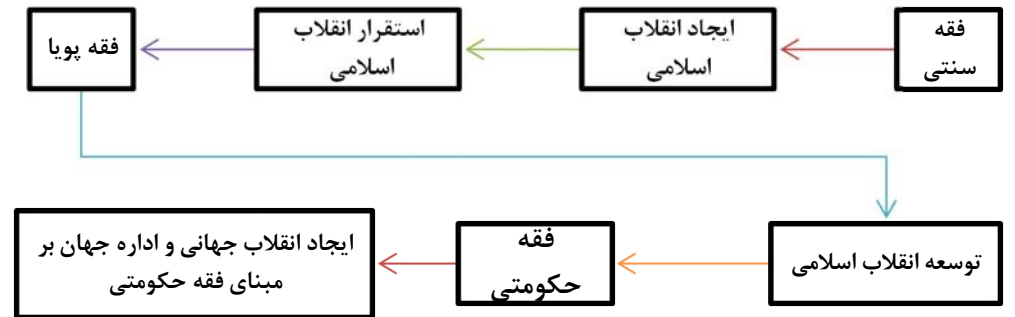 فقه
سنتی
ایجاد انقلاب
اسلامی
استقرار انقلاب
اسلامی
فقه پویا
توسعه انقلاب اسلامی
فقه
حکومتی
ایجاد انقلاب جهانی و اداره جهان بر
مبنای فقه حکومتی